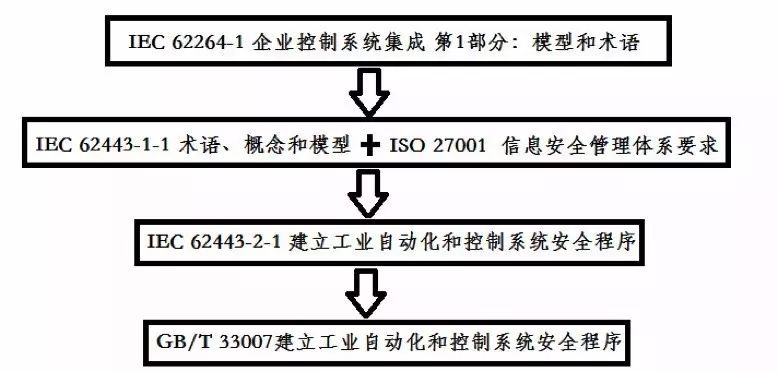 IEC 62264-1 企业控制系统集成 第1部分：模型和术语
IEC 62443-1-1 术语、概念和模型 + ISO 27001 信息安全管理体系要求
IEC 62443-2-1 建立工业自动化和控制系统安全程序
GB/T 33007建立工业自动化和控制系统安全程序